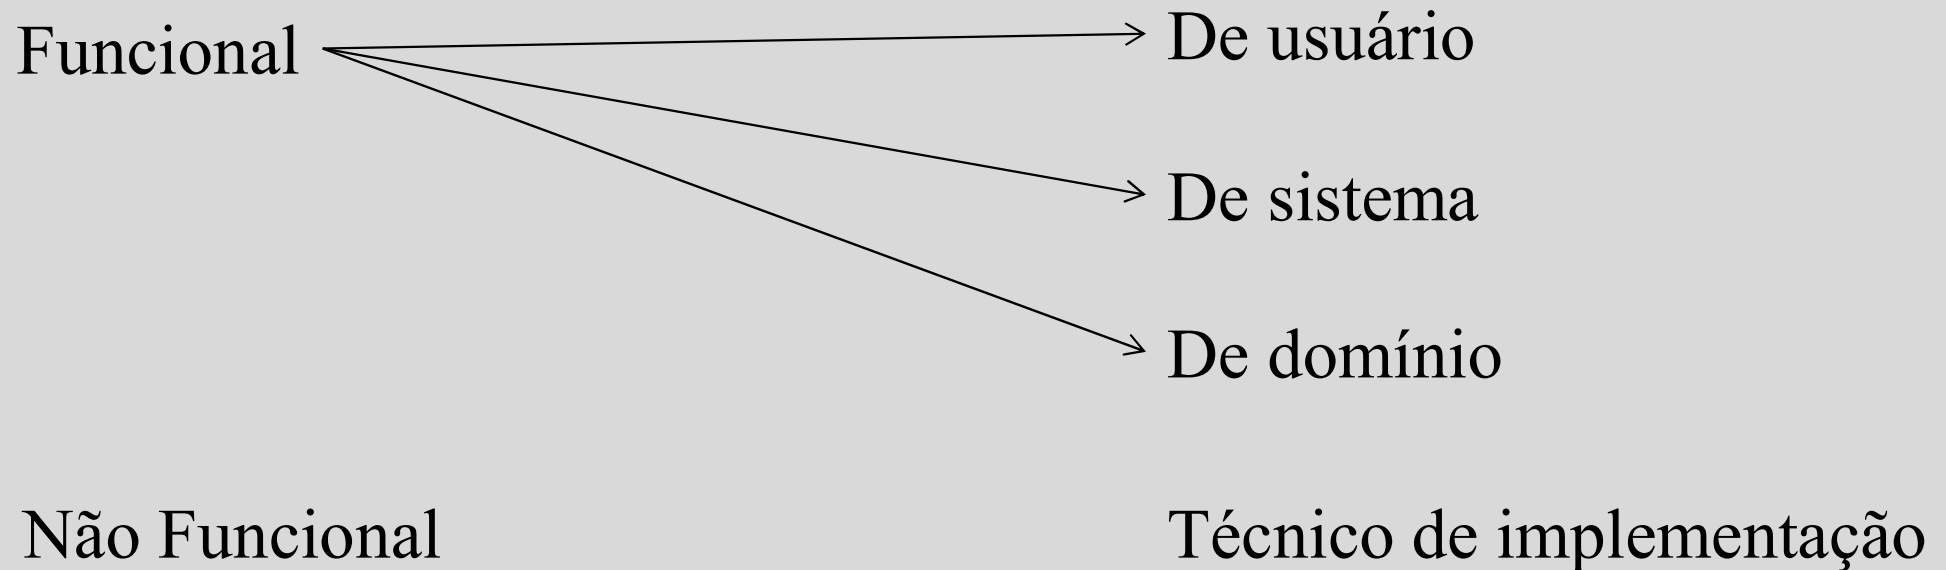 Funcional
De usuário
De sistema
De domínio
Não Funcional
Técnico de implementação